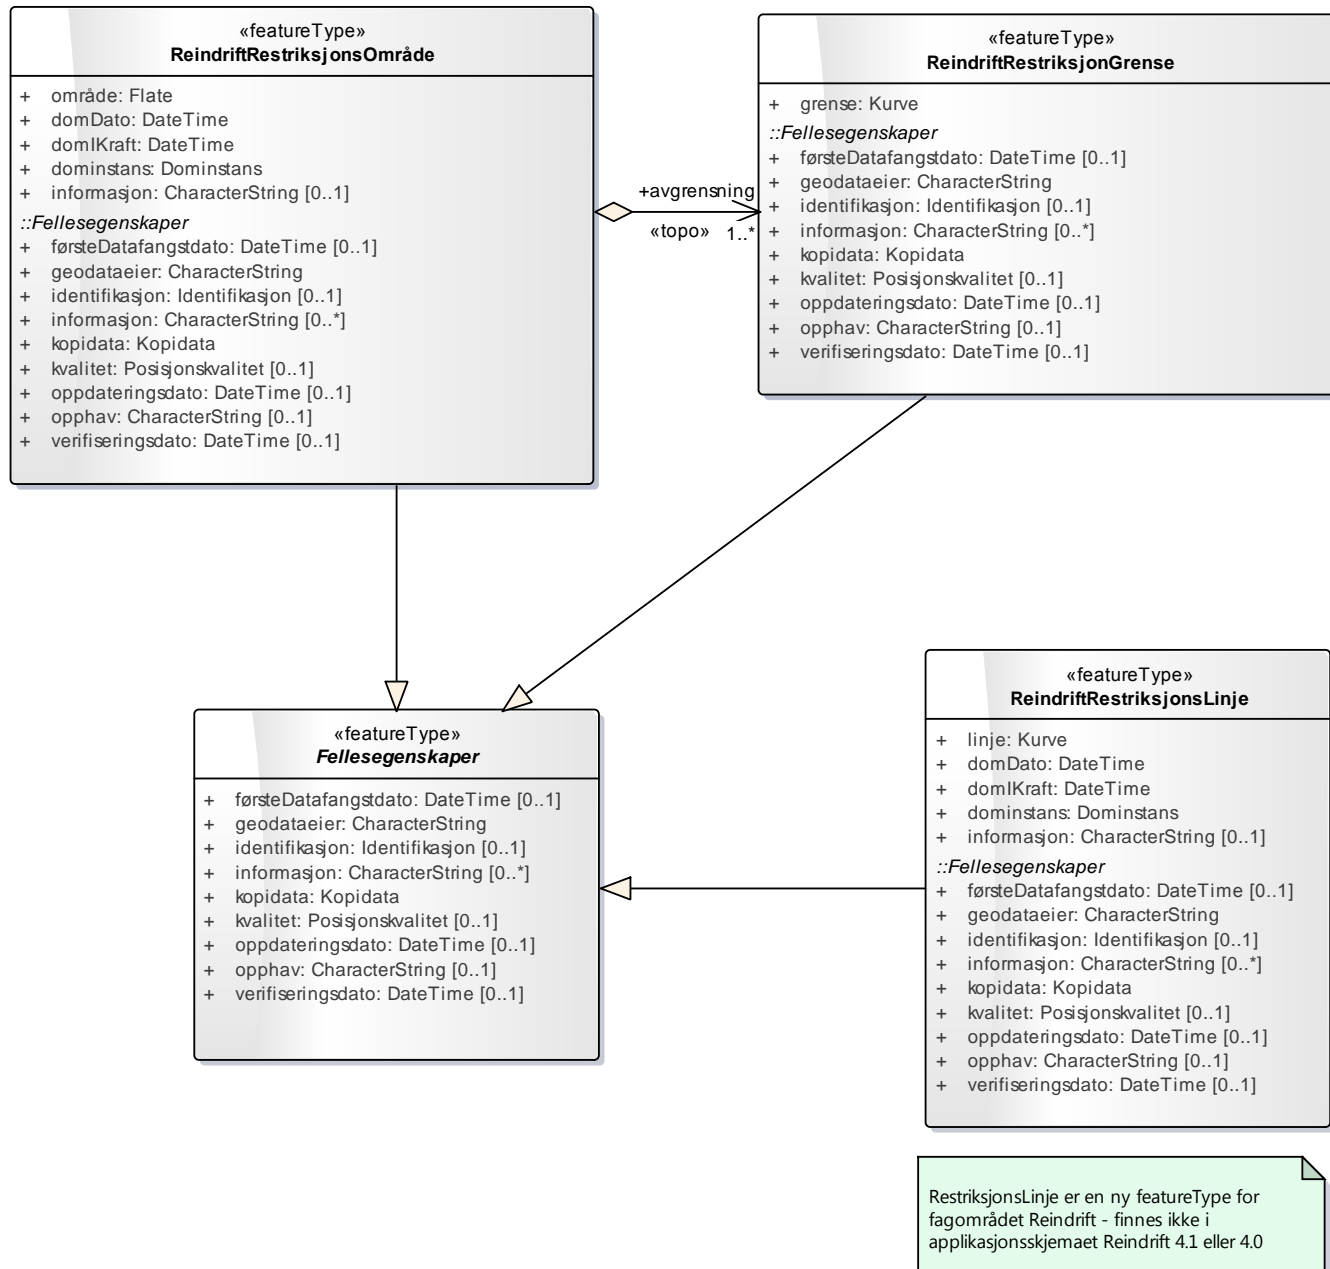 «featureType»
ReindriftRestriksjonsOmråde
+ område: Flate
+ domDato: DateTime
+ domIKraft: DateTime
+ dominstans: Dominstans
+ informasjon: CharacterString [0..1]
::Fellesegenskaper
+ førsteDatafangstdato: DateTime [0..1]
+ geodataeier: CharacterString
+ identifikasjon: Identifikasjon [0..1]
+ informasjon: CharacterString [0..*]
+ kopidata: Kopidata
+ kvalitet: Posisjonskvalitet [0..1]
+ oppdateringsdato: DateTime [0..1]
+ opphav: CharacterString [0..1]
+ verifiseringsdato: DateTime [0..1]
+avgrensning
«topo» 1..*
«featureType»
ReindriftRestriksjonGrense
+ grense: Kurve
::Fellesegenskaper
+ førsteDatafangstdato: DateTime [0..1]
+ geodataeier: CharacterString
+ identifikasjon: Identifikasjon [0..1]
+ informasjon: CharacterString [0..*]
+ kopidata: Kopidata
+ kvalitet: Posisjonskvalitet [0..1]
+ oppdateringsdato: DateTime [0..1]
+ opphav: CharacterString [0..1]
+ verifiseringsdato: DateTime [0..1]
«featureType»
Fellesegenskaper
+ førsteDatafangstdato: DateTime [0..1]
+ geodataeier: CharacterString
+ identifikasjon: Identifikasjon [0..1]
+ informasjon: CharacterString [0..*]
+ kopidata: Kopidata
+ kvalitet: Posisjonskvalitet [0..1]
+ oppdateringsdato: DateTime [0..1]
+ opphav: CharacterString [0..1]
+ verifiseringsdato: DateTime [0..1]
«featureType»
ReindriftRestriksjonsLinje
+ linje: Kurve
+ domDato: DateTime
+ domIKraft: DateTime
+ dominstans: Dominstans
+ informasjon: CharacterString [0..1]
::Fellesegenskaper
+ førsteDatafangstdato: DateTime [0..1]
+ geodataeier: CharacterString
+ identifikasjon: Identifikasjon [0..1]
+ informasjon: CharacterString [0..*]
+ kopidata: Kopidata
+ kvalitet: Posisjonskvalitet [0..1]
+ oppdateringsdato: DateTime [0..1]
+ opphav: CharacterString [0..1]
+ verifiseringsdato: DateTime [0..1]
RestriksjonsLinje er en ny featureType for
fagområdet Reindrift - finnes ikke i
applikasjonsskjemaet Reindrift 4.1 eller 4.0